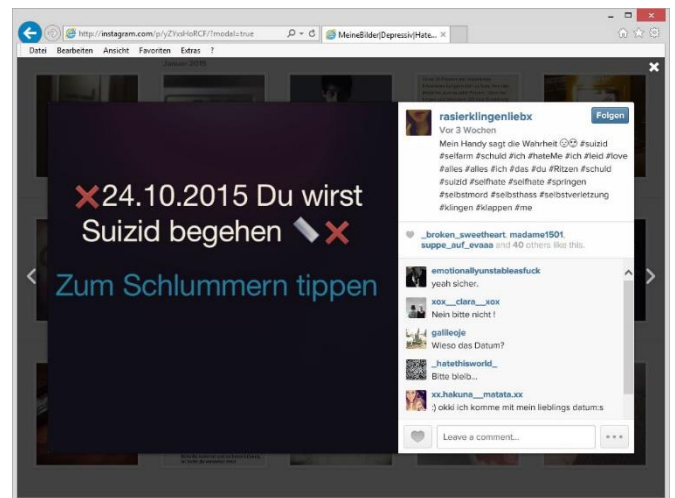 http://instagram.com/p/yZYxsHoRCF/?modal=true
MeineBilder|Depressiv|Hate...
Datei Bearbeiten Ansicht Favoriten Extras ?
Januar 2015
❌24.10.2015 Du wirst
Suizid begehen ❌
Zum Schlummern tippen
rasierklingenliebx
Folgen
Vor 3 Wochen
Mein Handy sagt die Wahrheit #suizid
#selfarm #schuld #ich #hateMe #ich #leid #love
#alles #alles #ich #das #du #Ritzen #schuld
#suizid #selfhate #selfhate #springen
#selbstmord #selbsthass #selbstverletzung
#klingen #klappen #me
_broken_sweetheart, madame1501,
suppe_auf_evaaa and 40 others like this.
emotionallyunstableasfuck
yeah sicher.
xox__clara__xox
Nein bitte nicht !
galileoje
Wieso das Datum?
_hatethisworld_
Bitte bleib...
xx.hakuna__matata.xx
:) okki ich komme mit mein lieblings datum:s
Leave a comment...